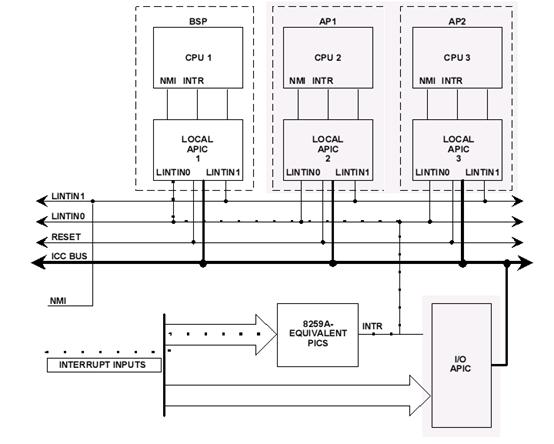 BSP
AP1
AP2
CPU 1
CPU 2
CPU 3
NMI INTR
NMI INTR
NMI INTR
LOCAL
APIC
1
LOCAL
APIC
2
LOCAL
APIC
3
LINTIN0 LINTIN1
LINTIN0 LINTIN1
LINTIN0 LINTIN1
LINTIN1
LINTIN0
RESET
ICC BUS
NMI
8259A-
EQUIVALENT
PICS
INTR
I/O
APIC
INTERRUPT INPUTS